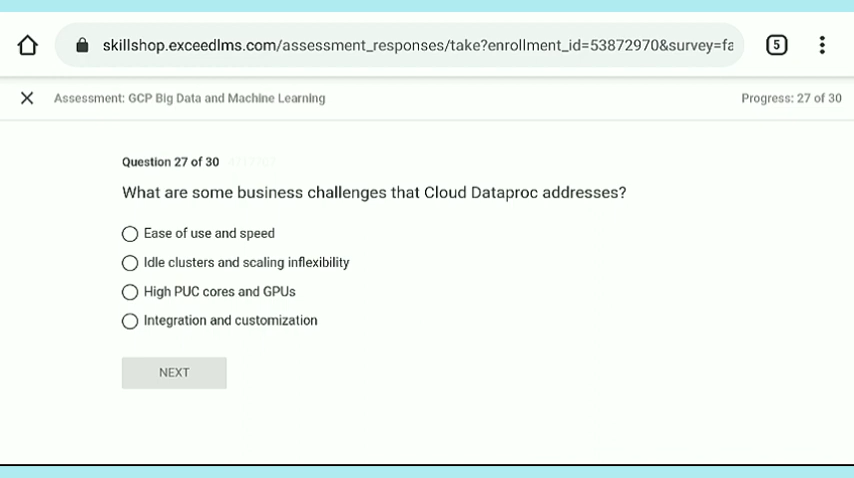 skillshop.exceedlms.com/assessment_responses/take?enrollment_id=53872970&survey=fa
5
Assessment: GCP Big Data and Machine Learning
Progress: 27 of 30
Question 27 of 30
What are some business challenges that Cloud Dataproc addresses?
Ease of use and speed
Idle clusters and scaling inflexibility
High PUC cores and GPUs
Integration and customization
NEXT